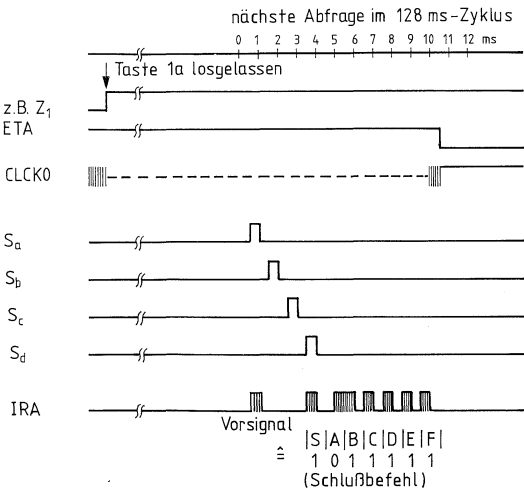 nächste Abfrage im 128 ms-Zyklus
0 1 2 3 4 5 6 7 8 9 10 11 12 ms
Taste 1a losgelassen
z.B. Z1
ETA
CLCKO
Sa
Sb
Sc
Sd
IRA
Vorsignal
|S|A|B|C|D|E|F|
≙ 1 0 1 1 1 1 1
(Schlußbefehl)